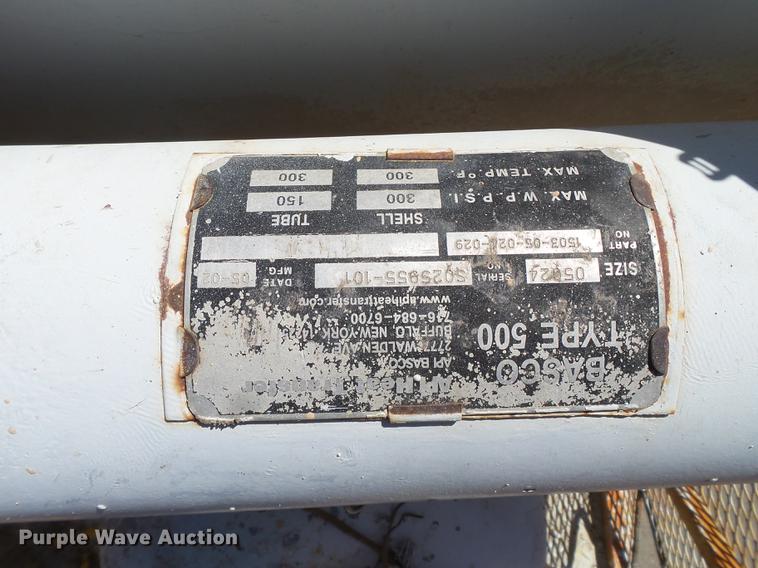 API Heat Transfer
BASCO
TYPE 500
API BASCO
2777 WALDEN AVE
BUFFALO, NEW YORK
716-684-6700
www.apiheattransfer.com
SIZE 05024 SERIAL NO. S025955-101 DATE MFG. 05-02
PART NO 1503-05-024-029
SHELL TUBE
MAX. W.P. P.S.I. 300 150
MAX. TEMP. °F 300 300
Purple Wave Auction